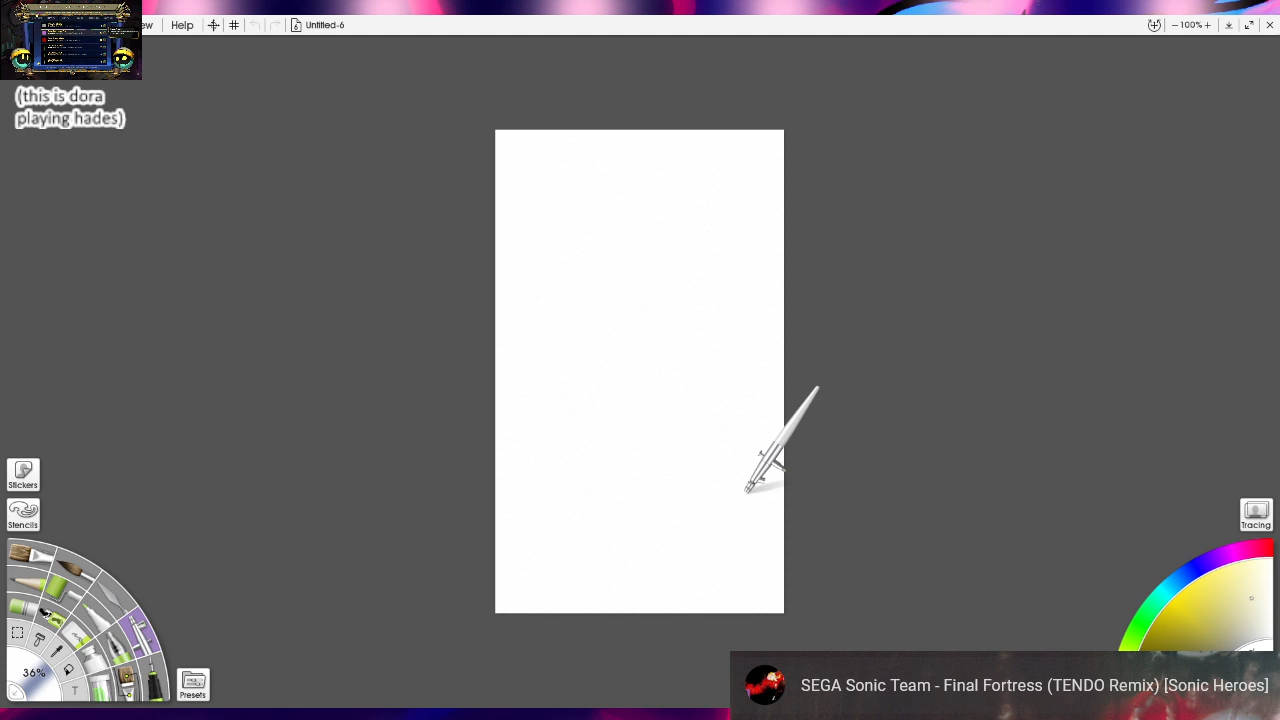 ew
Help
Untitled-6
100%
(this is dora
playing hades)
Stickers
Stencils
Tracing
36%
T
Presets
SEGA Sonic Team - Final Fortress (TENDO Remix) [Sonic Heroes]